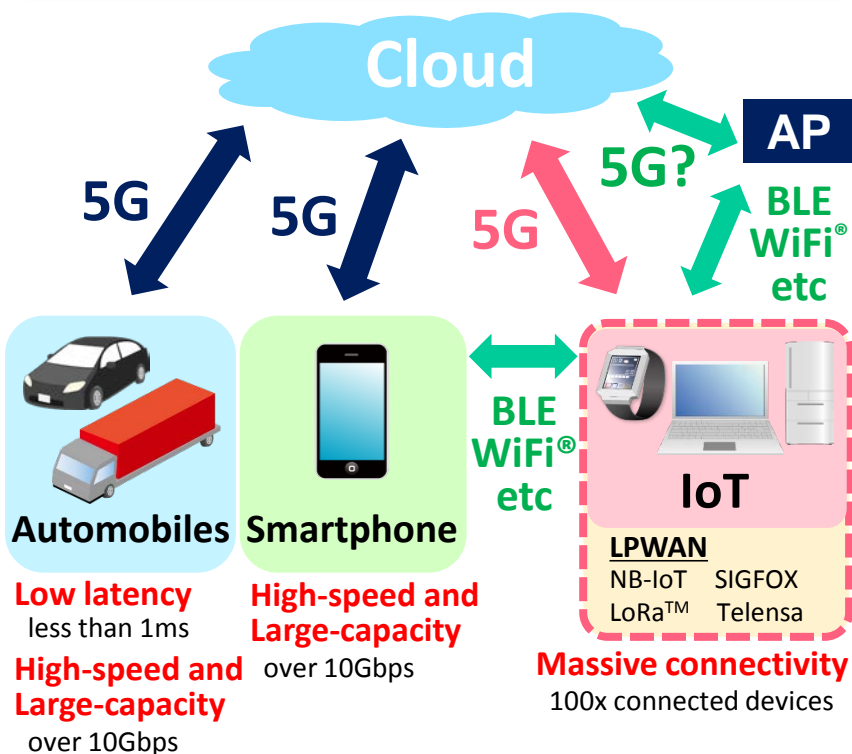 Cloud
AP
5G
5G
5G
5G?
BLE
WiFi®
etc
BLE
WiFi®
etc
Automobiles
Smartphone
IoT
LPWAN
NB-IoT SIGFOX
LoRa™ Telensa
Low latency
less than 1ms
High-speed and
Large-capacity
over 10Gbps
High-speed and
Large-capacity
over 10Gbps
Massive connectivity
100x connected devices